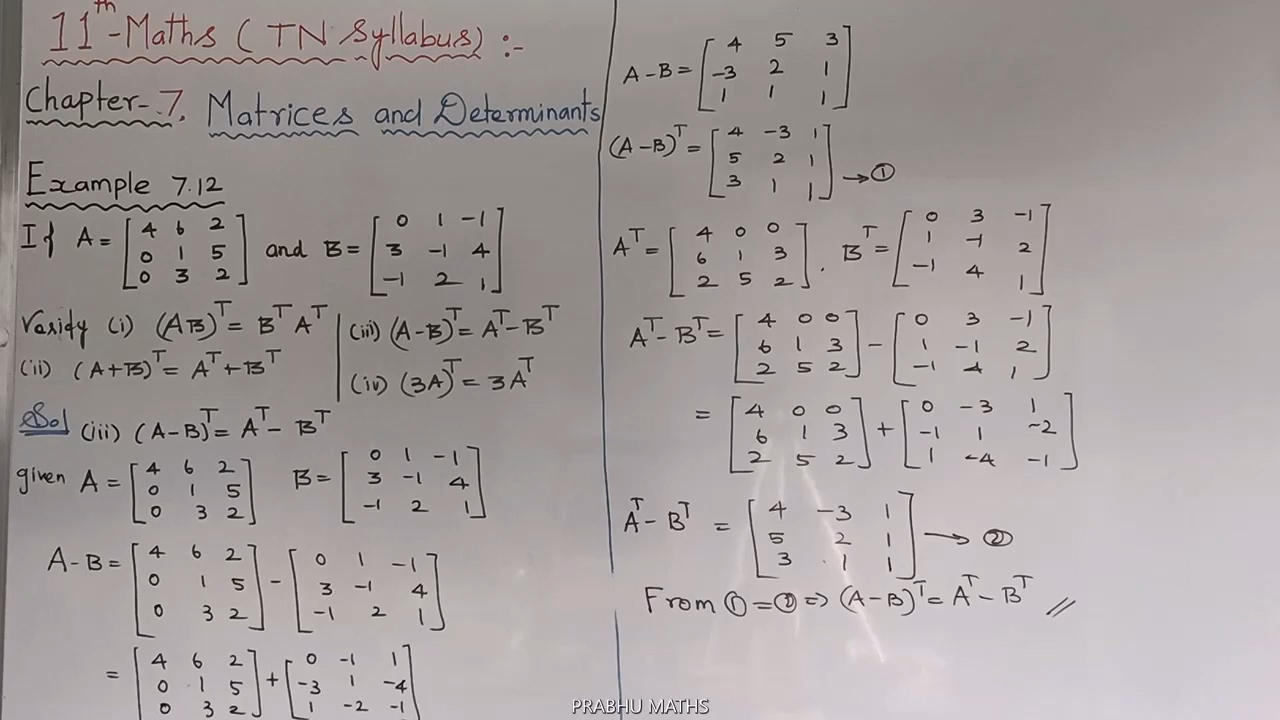 11th-Maths (TN Syllabus) :-
Chapter-7. Matrices and Determinants
Example 7.12
If A = [4 6 2; 0 1 5; 0 3 2] and B = [0 1 -1; 3 -1 4; -1 2 1]
Verify (i) (AB)^T = B^T A^T
(ii) (A+B)^T = A^T + B^T
(iii) (A-B)^T = A^T - B^T
(iv) (3A)^T = 3A^T
Sol (iii) (A-B)^T = A^T - B^T
given A = [4 6 2; 0 1 5; 0 3 2] B = [0 1 -1; 3 -1 4; -1 2 1]
A-B = [4 6 2; 0 1 5; 0 3 2] - [0 1 -1; 3 -1 4; -1 2 1]
= [4 6 2; 0 1 5; 0 3 2] + [0 -1 1; -3 1 -4; 1 -2 -1]
A-B = [4 5 3; -3 2 1; 1 1 1]
(A-B)^T = [4 -3 1; 5 2 1; 3 1 1] → ①
A^T = [4 0 0; 6 1 3; 2 5 2]. B^T = [0 3 -1; 1 -1 2; -1 4 1]
A^T - B^T = [4 0 0; 6 1 3; 2 5 2] - [0 3 -1; 1 -1 2; -1 4 1]
= [4 0 0; 6 1 3; 2 5 2] + [0 -3 1; -1 1 -2; 1 -4 -1]
A^T - B^T = [4 -3 1; 5 2 1; 3 1 1] → ②
From ① = ② ⇒ (A-B)^T = A^T - B^T //
PRABHU MATHS